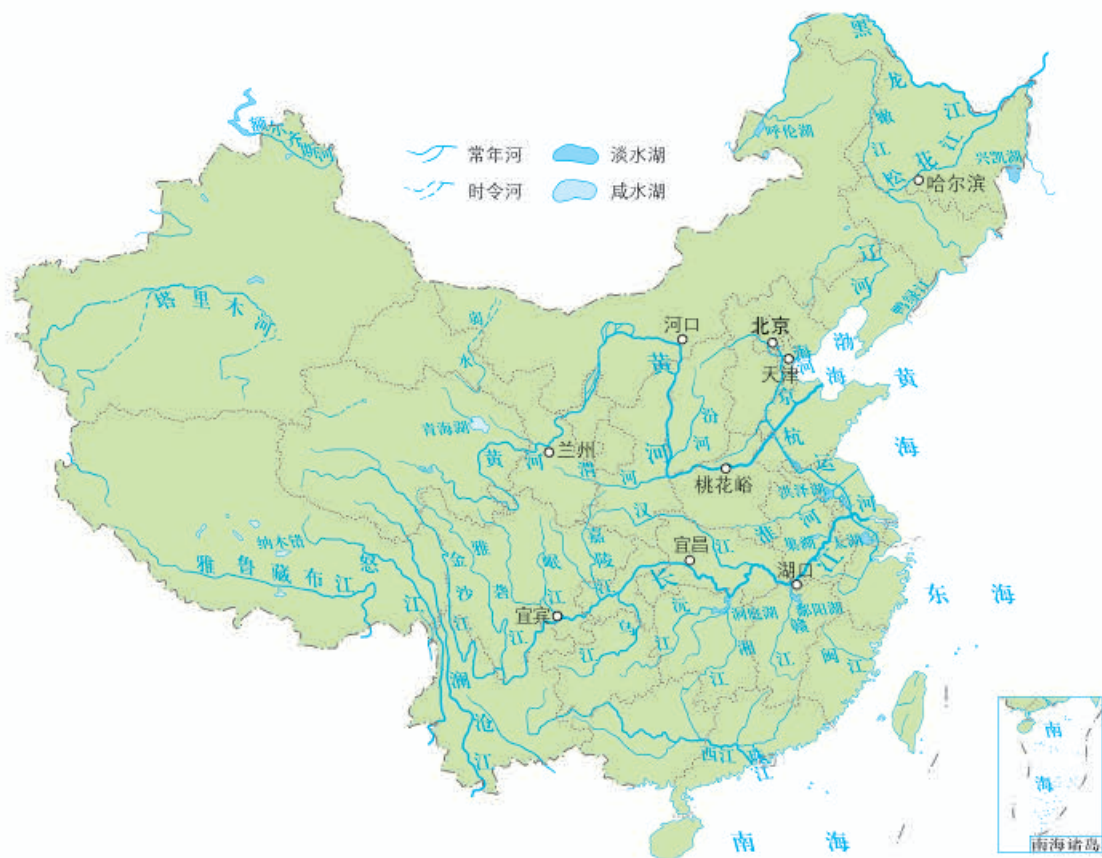 黑龙江
嫩江
松花江
呼伦湖
兴凯湖
哈尔滨
额尔齐斯河
常年河
淡水湖
时令河
咸水湖
辽河
鸭绿江
塔里木河
弱水
河口
北京
海河
天津
渤海
黄海
京杭运河
黄河
汾河
青海湖
兰州
黄河
渭河
桃花峪
洪泽湖
淮河
汉江
嘉陵江
宜昌
巢湖
太湖
长江
湖口
纳木错
雅鲁藏布江
怒江
金沙江
雅砻江
岷江
宜宾
乌江
沅江
洞庭湖
鄱阳湖
湘江
赣江
闽江
澜沧江
西江
珠江
东海
南海
南海
南海诸岛